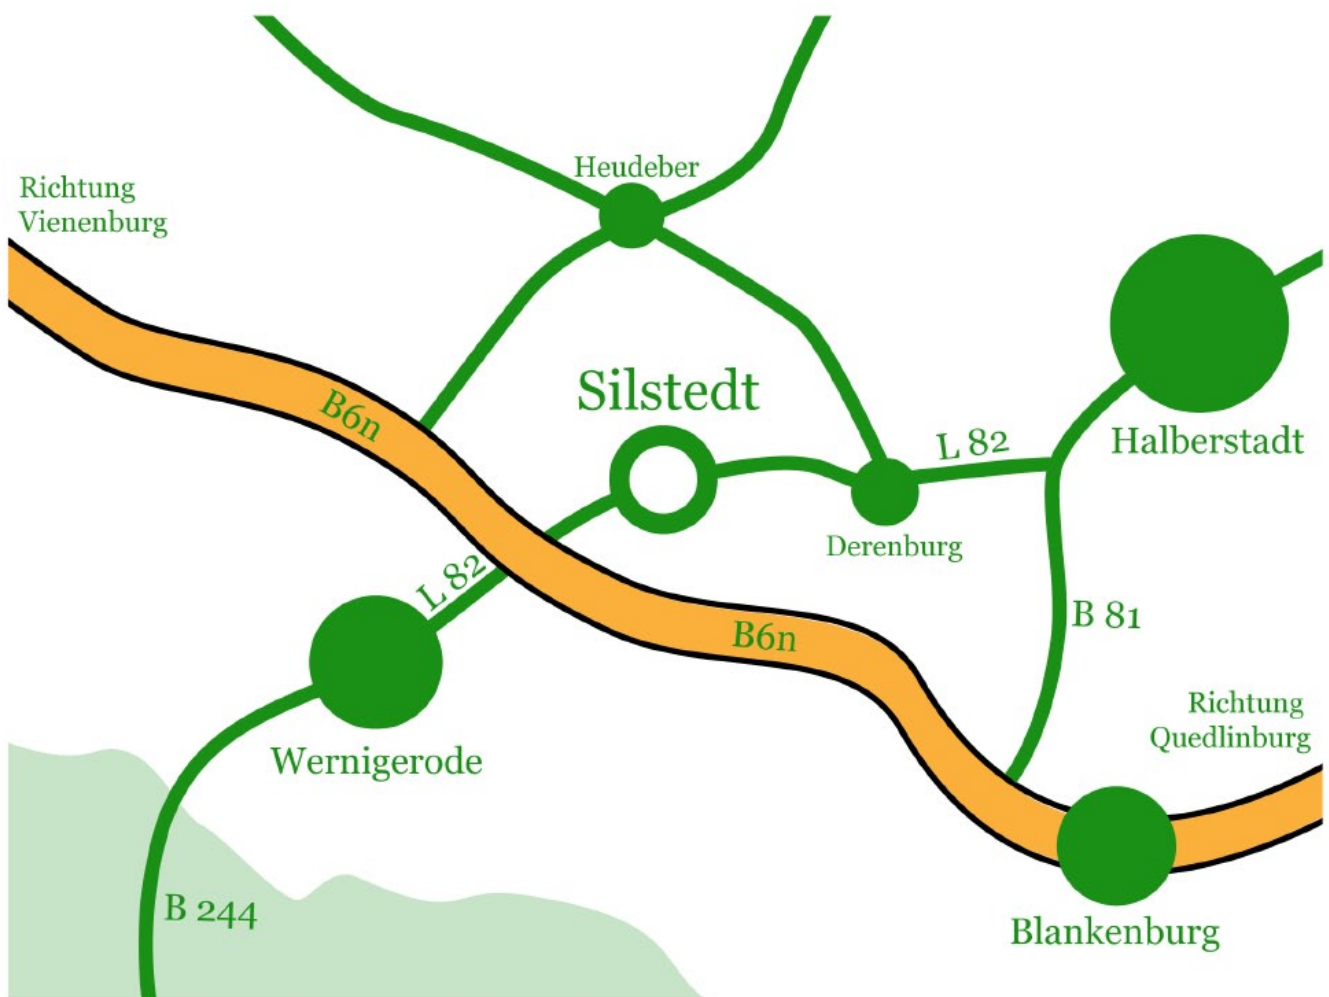 Heudeber
Richtung
Vienenburg
B6n
Silstedt
L 82
Halberstadt
Derenburg
L 82
B 81
B6n
Richtung
Quedlinburg
Wernigerode
B 244
Blankenburg